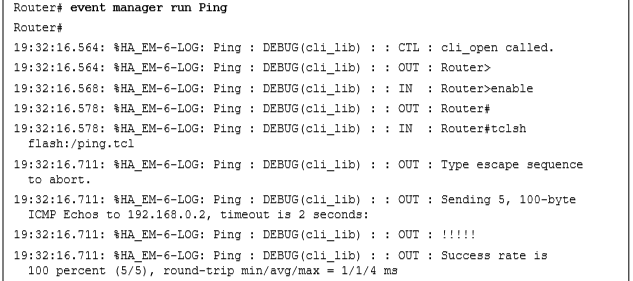 Router# event manager run Ping
Router#
19:32:16.564: %HA_EM-6-LOG: Ping : DEBUG(cli_lib) : : CTL : cli_open called.
19:32:16.564: %HA_EM-6-LOG: Ping : DEBUG(cli_lib) : : OUT : Router>
19:32:16.568: %HA_EM-6-LOG: Ping : DEBUG(cli_lib) : : IN  : Router>enable
19:32:16.578: %HA_EM-6-LOG: Ping : DEBUG(cli_lib) : : OUT : Router#
19:32:16.578: %HA_EM-6-LOG: Ping : DEBUG(cli_lib) : : IN  : Router#tclsh
flash:/ping.tcl
19:32:16.711: %HA_EM-6-LOG: Ping : DEBUG(cli_lib) : : OUT : Type escape sequence
to abort.
19:32:16.711: %HA_EM-6-LOG: Ping : DEBUG(cli_lib) : : OUT : Sending 5, 100-byte
ICMP Echos to 192.168.0.2, timeout is 2 seconds:
19:32:16.711: %HA_EM-6-LOG: Ping : DEBUG(cli_lib) : : OUT : !!!!!
19:32:16.711: %HA_EM-6-LOG: Ping : DEBUG(cli_lib) : : OUT : Success rate is
100 percent (5/5), round-trip min/avg/max = 1/1/4 ms